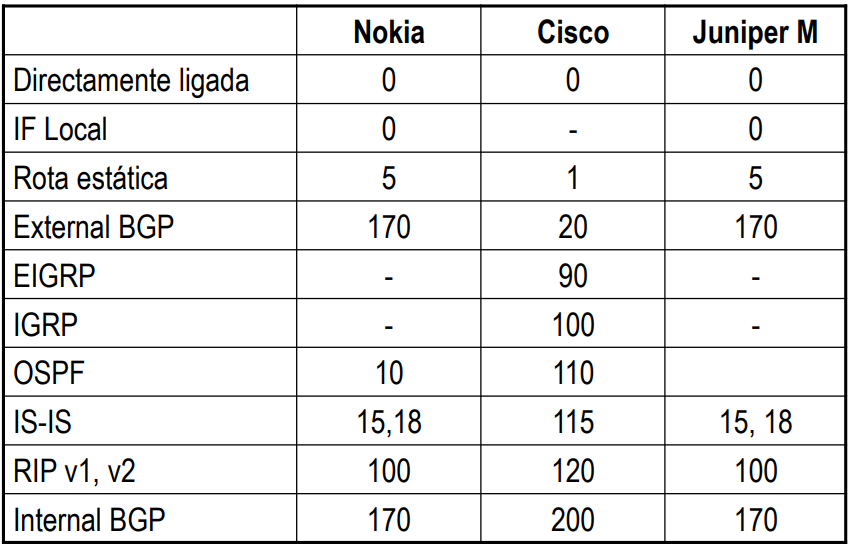 Nokia Cisco Juniper M
Directamente ligada 0 0 0
IF Local 0 - 0
Rota estática 5 1 5
External BGP 170 20 170
EIGRP - 90 -
IGRP - 100 -
OSPF 10 110
IS-IS 15,18 115 15, 18
RIP v1, v2 100 120 100
Internal BGP 170 200 170